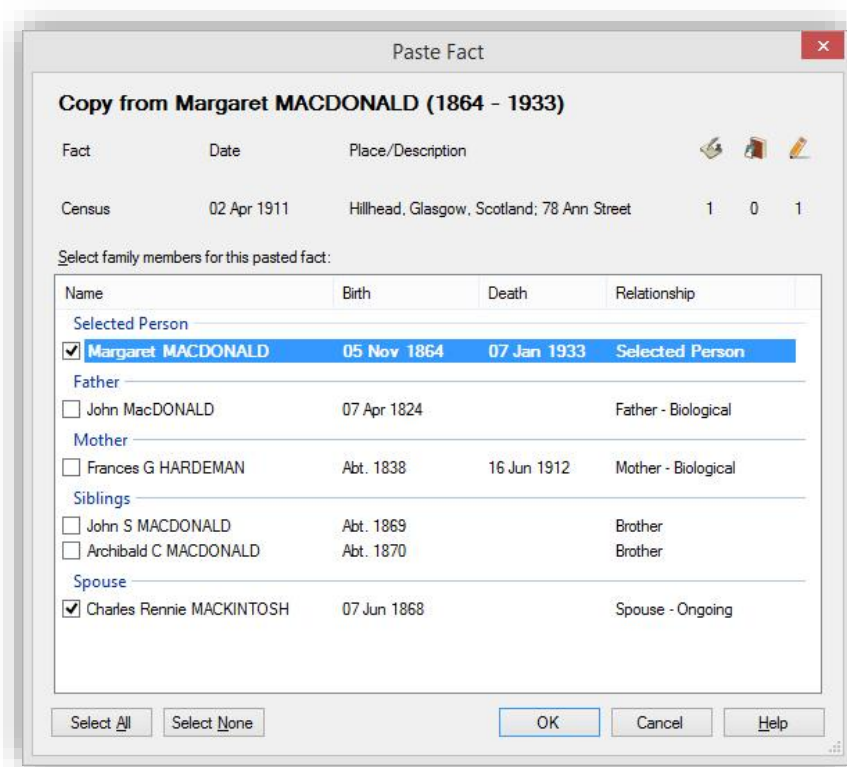 Paste Fact
Copy from Margaret MACDONALD (1864 - 1933)
Fact Date Place/Description
Census 02 Apr 1911 Hillhead, Glasgow, Scotland; 78 Ann Street 1 0 1
Select family members for this pasted fact:
Name Birth Death Relationship
Selected Person
Margaret MACDONALD 05 Nov 1864 07 Jan 1933 Selected Person
Father
John MacDONALD 07 Apr 1824 Father - Biological
Mother
Frances G HARDEMAN Abt. 1838 16 Jun 1912 Mother - Biological
Siblings
John S MACDONALD Abt. 1869 Brother
Archibald C MACDONALD Abt. 1870 Brother
Spouse
Charles Rennie MACKINTOSH 07 Jun 1868 Spouse - Ongoing
Select All Select None OK Cancel Help